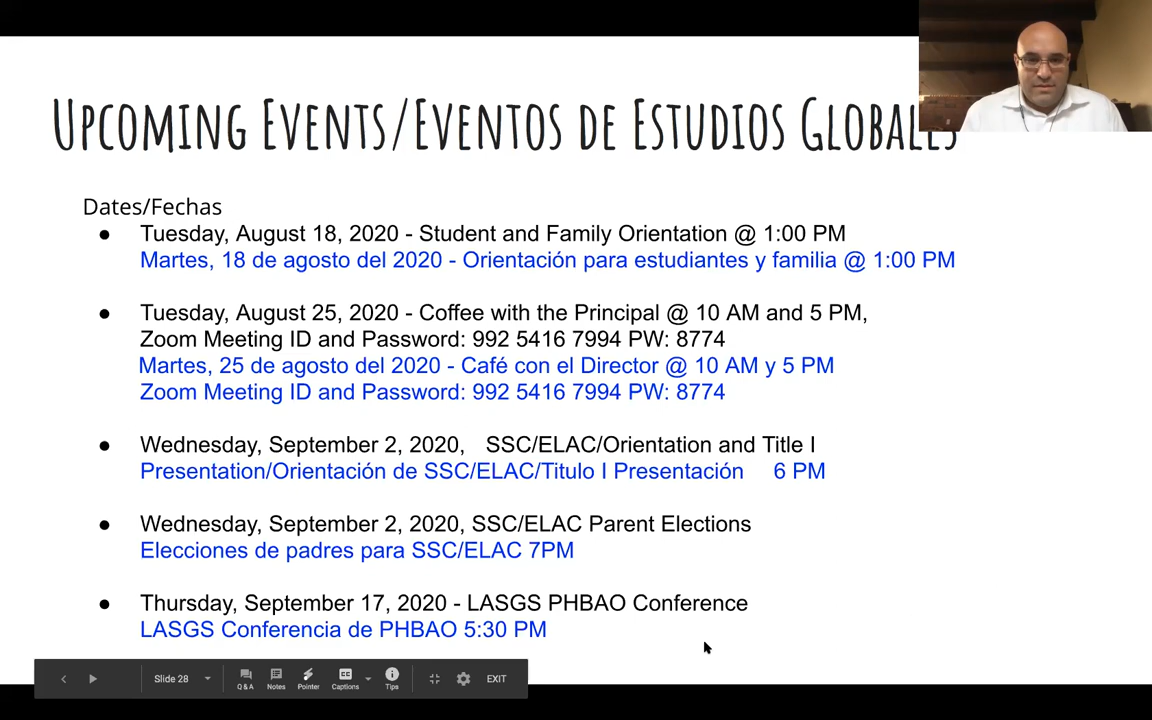 UPCOMING EVENTS/EVENTOS DE ESTUDIOS GLOBALES
Dates/Fechas
● Tuesday, August 18, 2020 - Student and Family Orientation @ 1:00 PM
Martes, 18 de agosto del 2020 - Orientación para estudiantes y familia @ 1:00 PM
● Tuesday, August 25, 2020 - Coffee with the Principal @ 10 AM and 5 PM,
Zoom Meeting ID and Password: 992 5416 7994 PW: 8774
Martes, 25 de agosto del 2020 - Café con el Director @ 10 AM y 5 PM
Zoom Meeting ID and Password: 992 5416 7994 PW: 8774
● Wednesday, September 2, 2020, SSC/ELAC/Orientation and Title I
Presentation/Orientación de SSC/ELAC/Titulo I Presentación 6 PM
● Wednesday, September 2, 2020, SSC/ELAC Parent Elections
Elecciones de padres para SSC/ELAC 7PM
● Thursday, September 17, 2020 - LASGS PHBAO Conference
LASGS Conferencia de PHBAO 5:30 PM
Slide 28 Q&A Notes Pointer Captions Tips EXIT